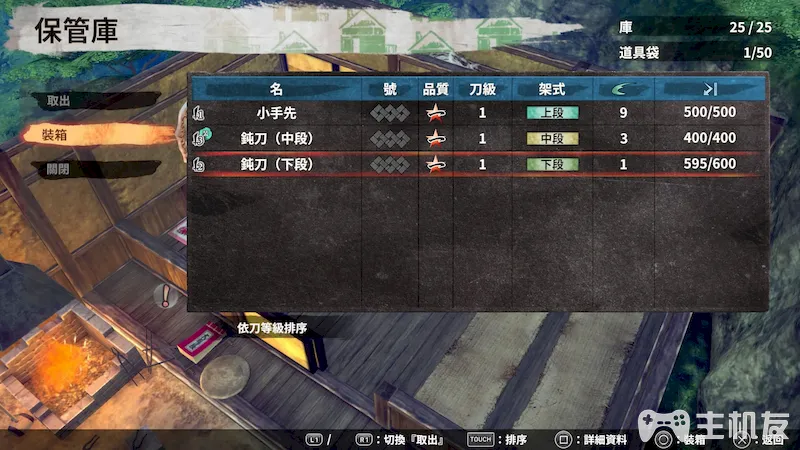 保管庫
庫 25/25
道具袋 1/50
取出
裝箱
關閉
名 號 品質 刀級 架式
小手先 1 上段 9 500/500
鈍刀（中段） 1 中段 3 400/400
鈍刀（下段） 1 下段 1 595/600
依刀等級排序
L1 / R1：切換『取出』 TOUCH：排序 詳細資料 裝箱 返回
主机友